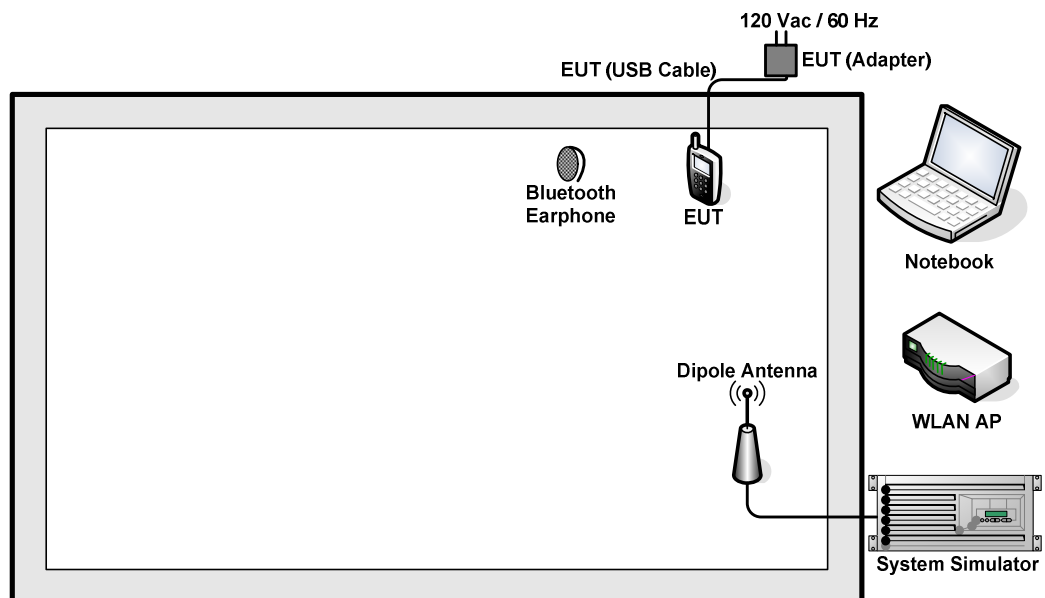 120 Vac / 60 Hz
EUT (Adapter)
EUT (USB Cable)
Bluetooth
Earphone
EUT
Notebook
Dipole Antenna
WLAN AP
System Simulator